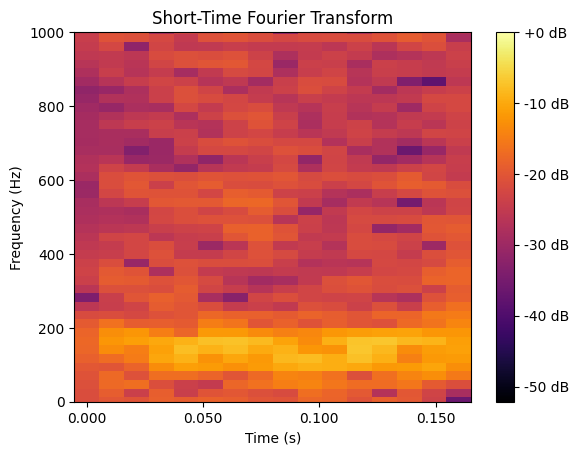 Short-Time Fourier Transform
1000
800
600
400
200
0
Frequency (Hz)
0.000
0.050
0.100
0.150
Time (s)
+0 dB
-10 dB
-20 dB
-30 dB
-40 dB
-50 dB